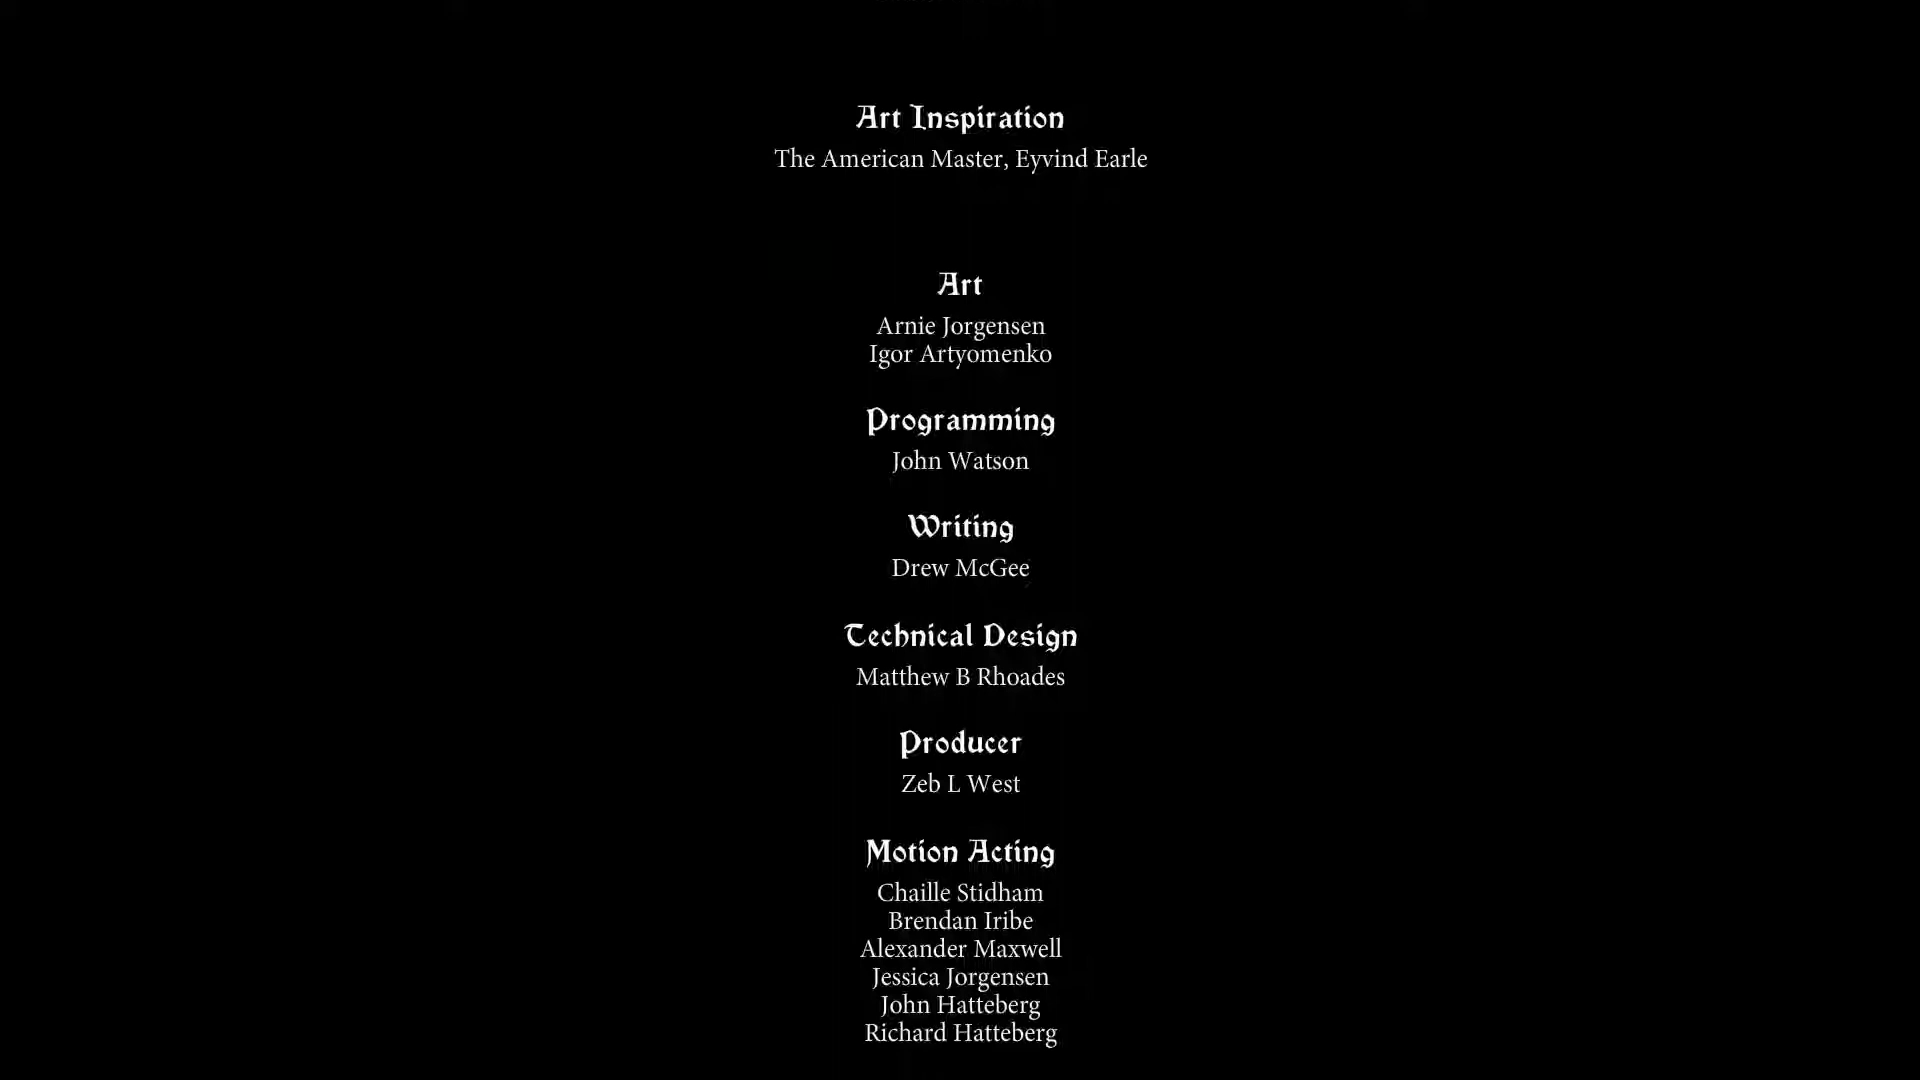 Art Inspiration
The American Master, Eyvind Earle
Art
Arnie Jorgensen
Igor Artyomenko
Programming
John Watson
Writing
Drew McGee
Technical Design
Matthew B Rhoades
Producer
Zeb L West
Motion Acting
Chaille Stidham
Brendan Iribe
Alexander Maxwell
Jessica Jorgensen
John Hatteberg
Richard Hatteberg